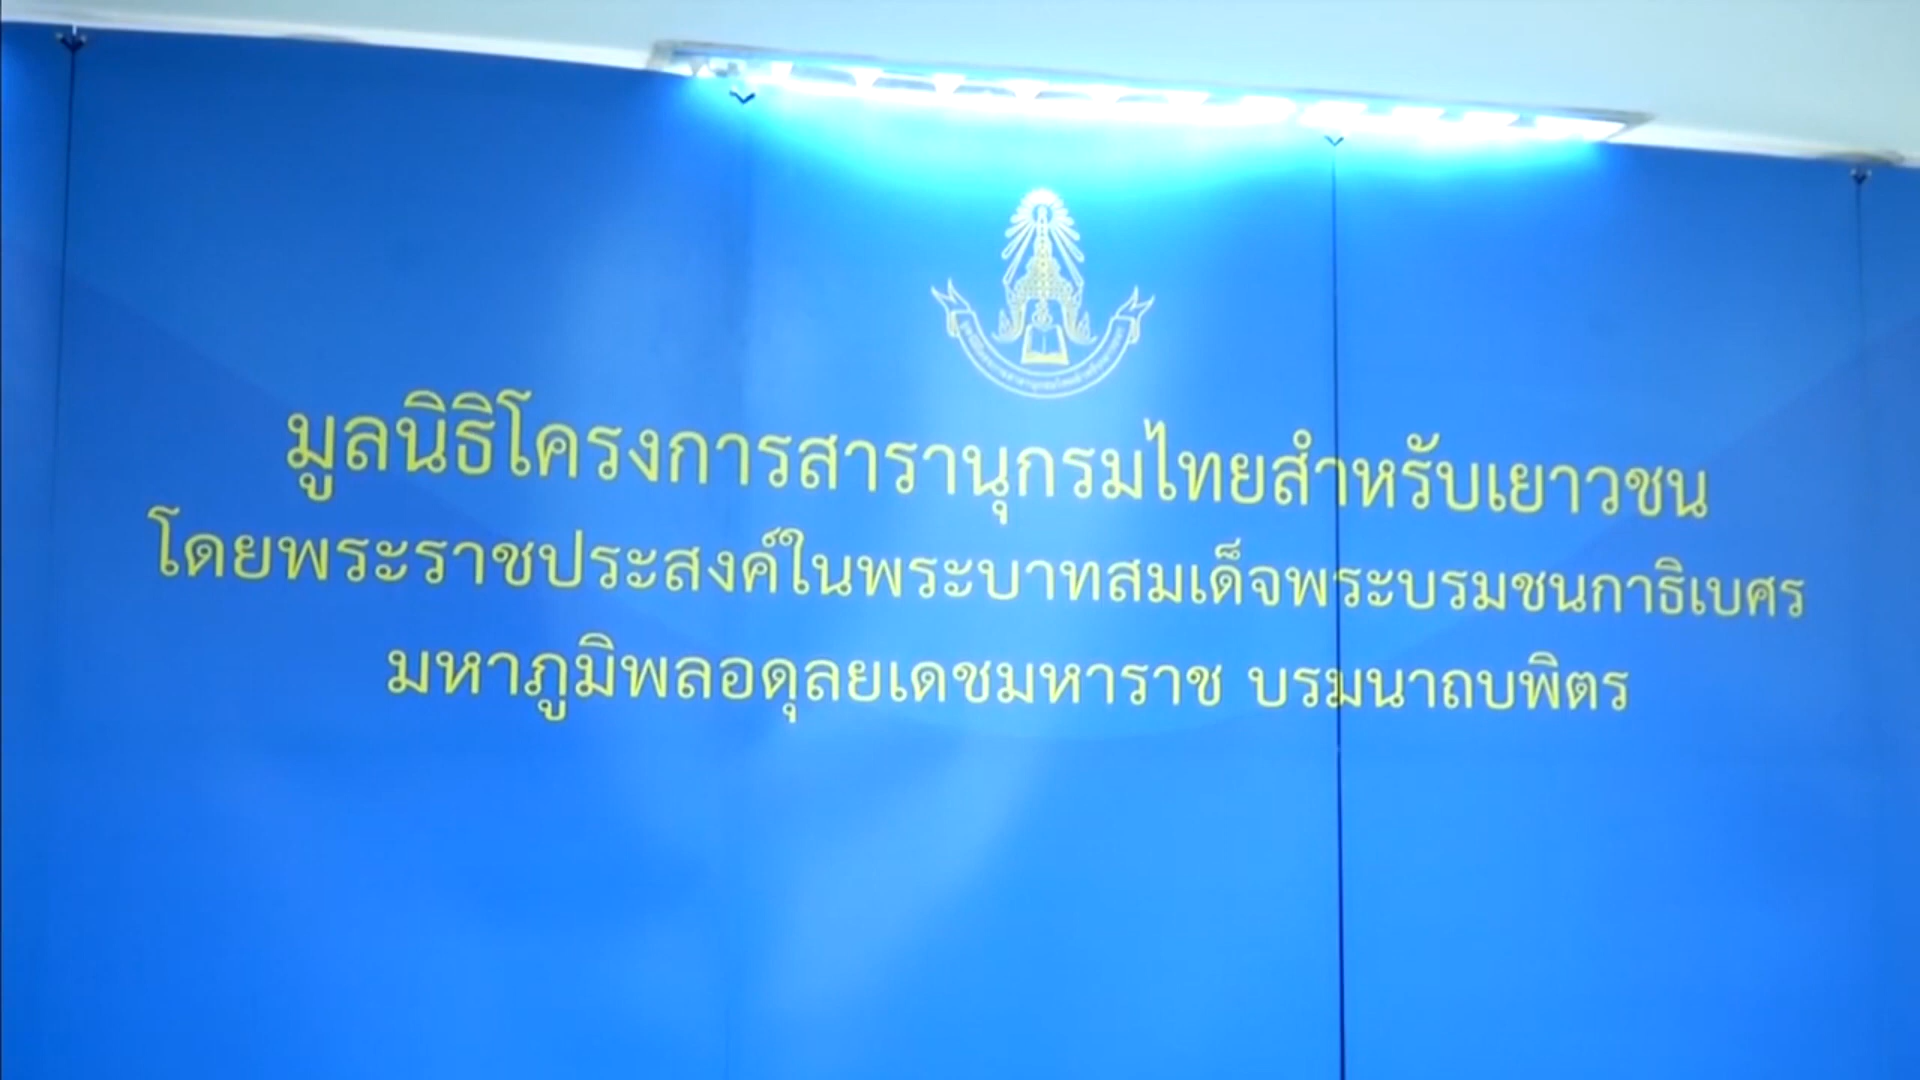 มูลนิธิโครงการสารานุกรมไทยสำหรับเยาวชน
โดยพระราชประสงค์ในพระบาทสมเด็จพระบรมชนกาธิเบศร
มหาภูมิพลอดุลยเดชมหาราช บรมนาถบพิตร